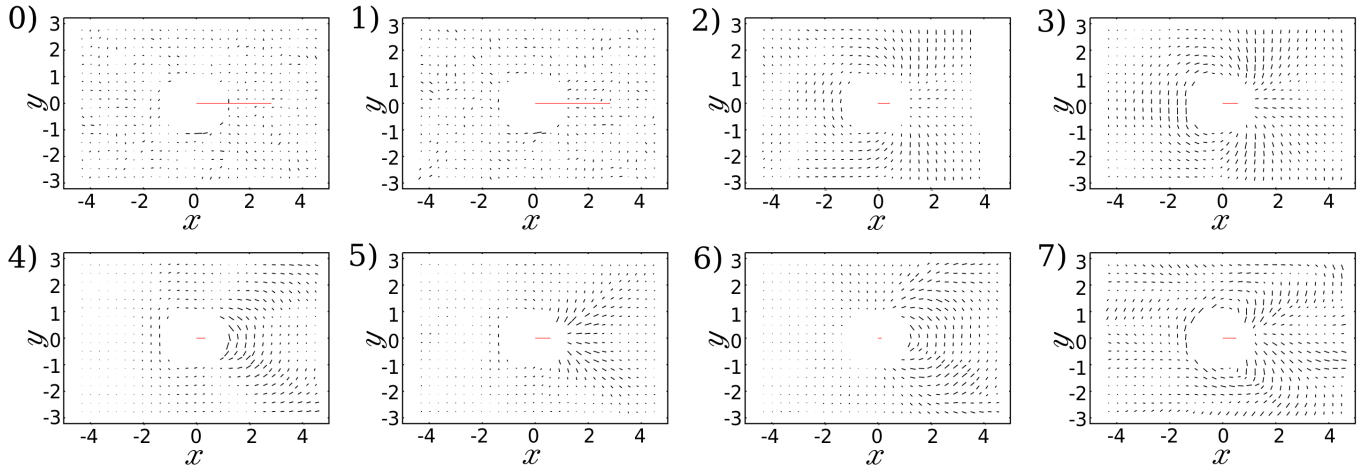 0) 3 2 1 0 -1 -2 -3 y -4 -2 0 2 4 x
1) 3 2 1 0 -1 -2 -3 y -4 -2 0 2 4 x
2) 3 2 1 0 -1 -2 -3 y -4 -2 0 2 4 x
3) 3 2 1 0 -1 -2 -3 y -4 -2 0 2 4 x
4) 3 2 1 0 -1 -2 -3 y -4 -2 0 2 4 x
5) 3 2 1 0 -1 -2 -3 y -4 -2 0 2 4 x
6) 3 2 1 0 -1 -2 -3 y -4 -2 0 2 4 x
7) 3 2 1 0 -1 -2 -3 y -4 -2 0 2 4 x